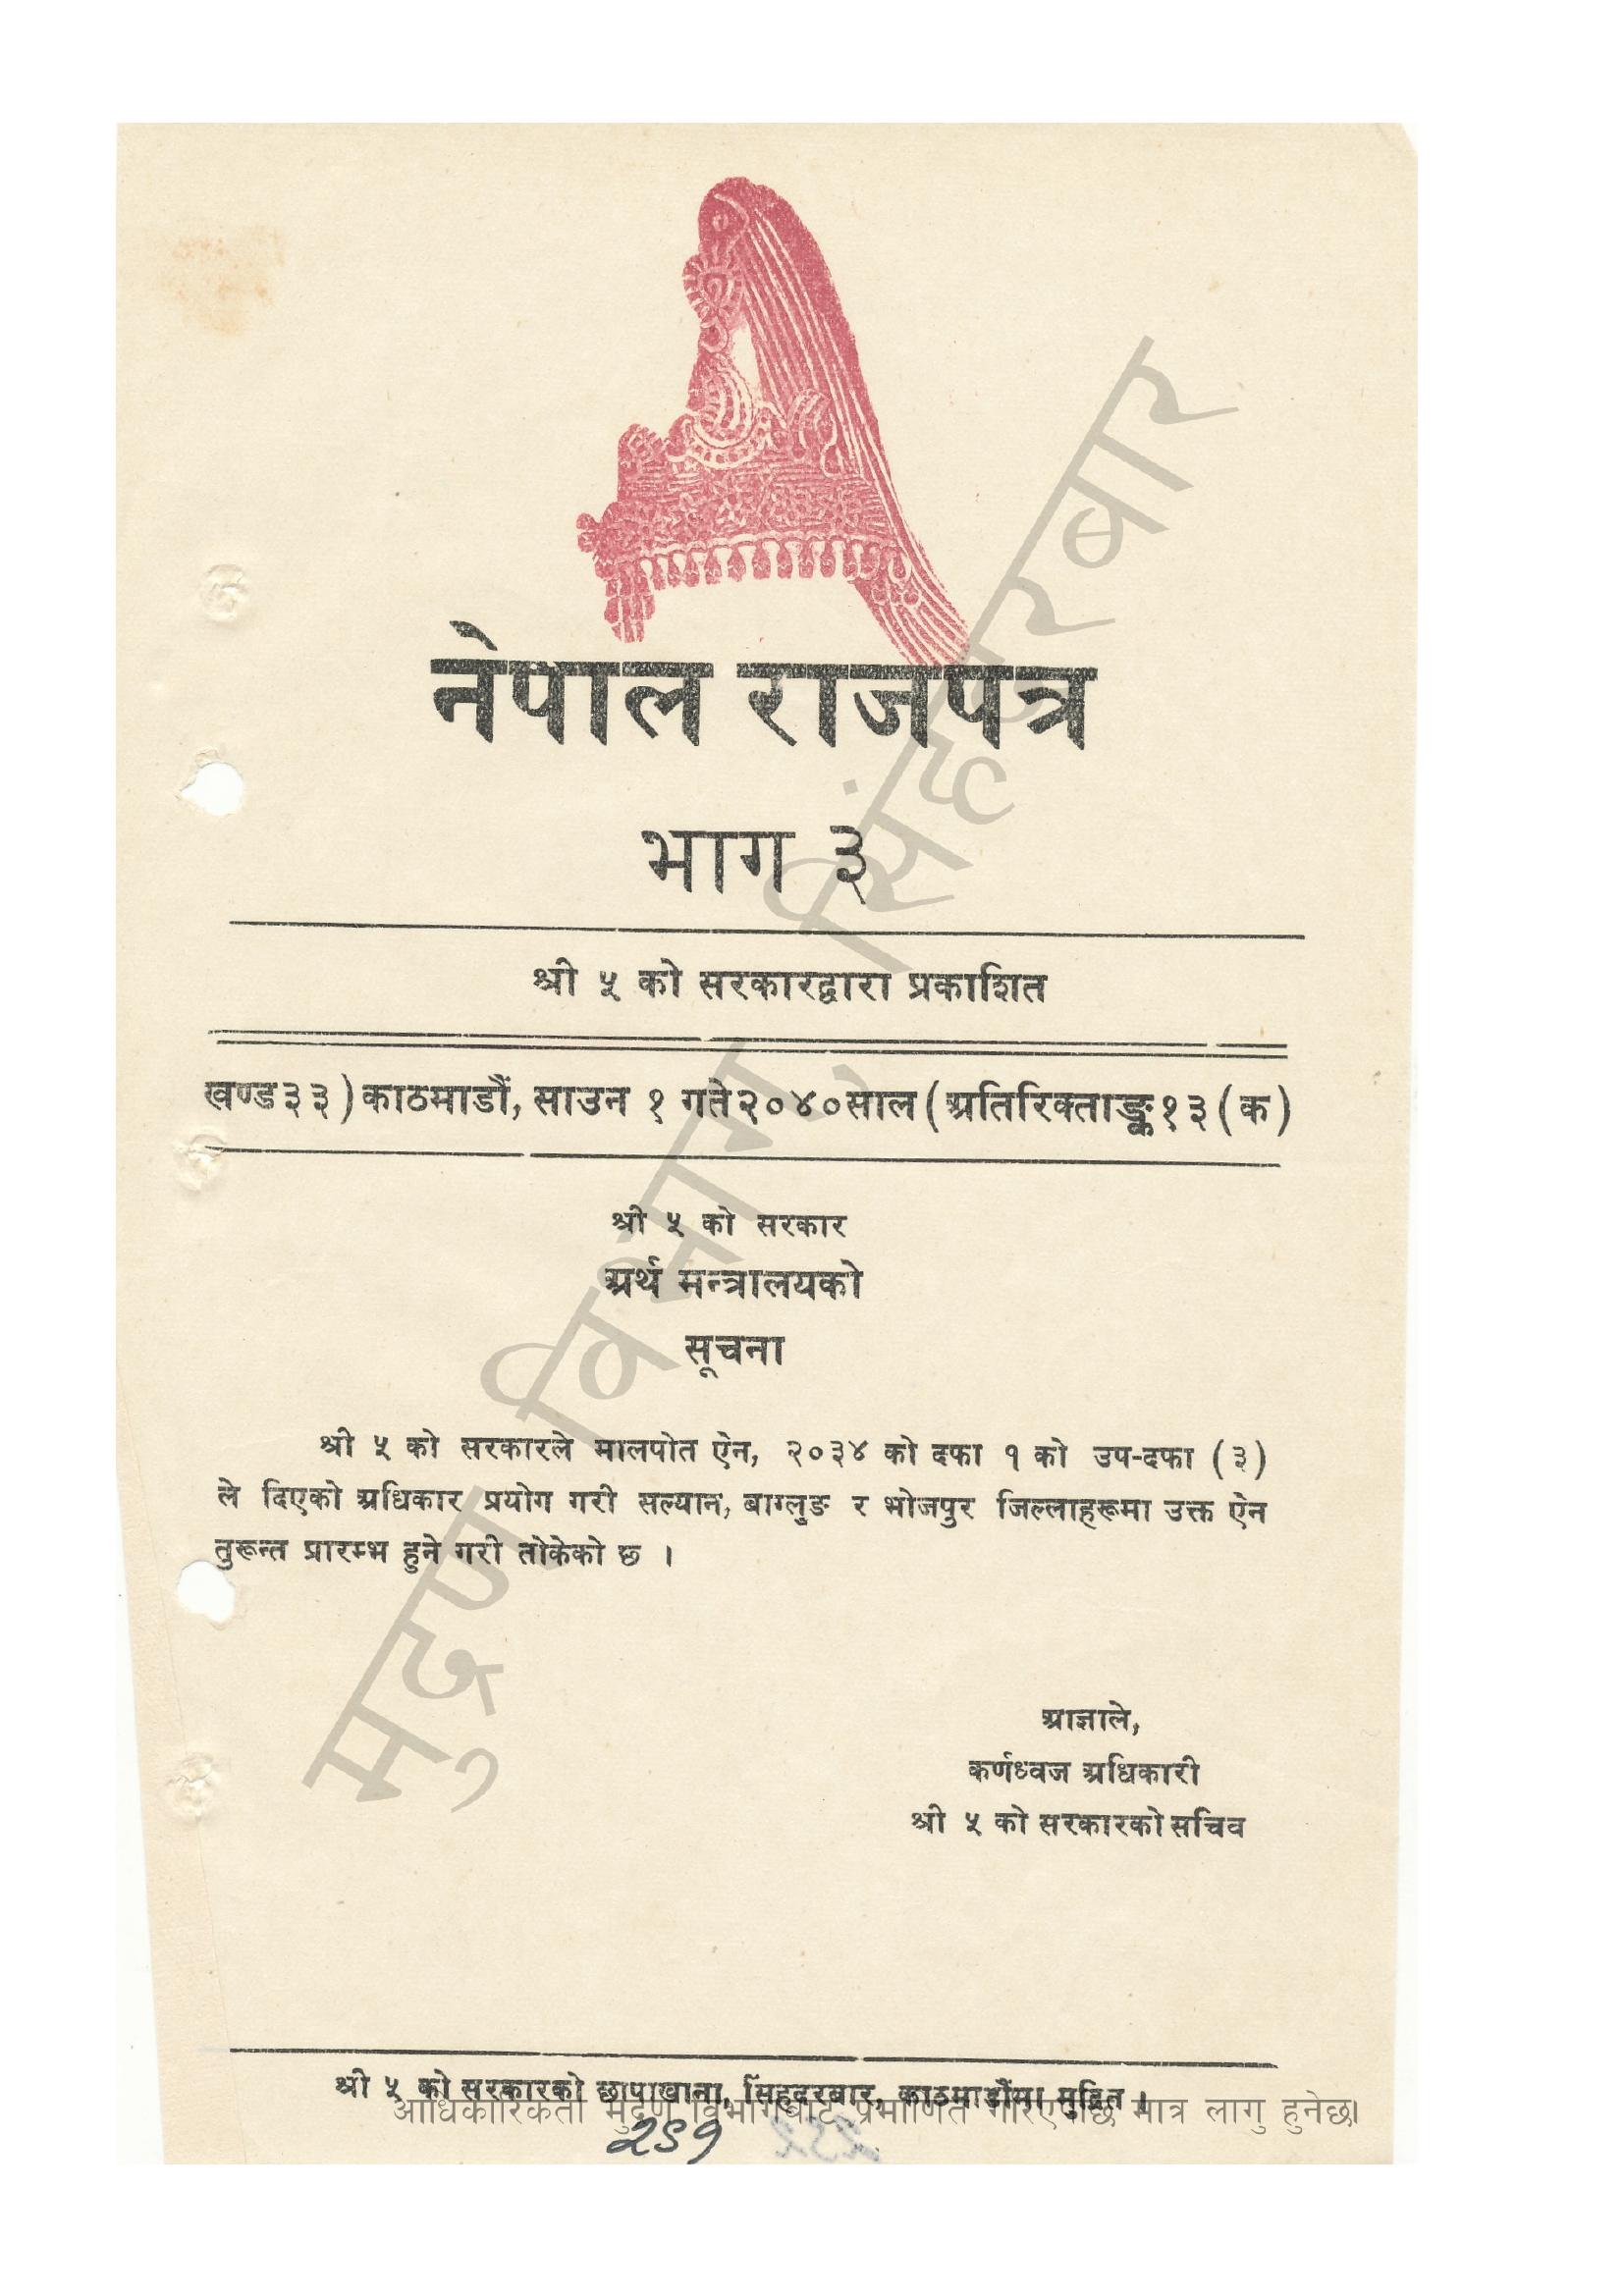 नेपाल राजपत्र
भाग ३
श्री ५ को सरकारद्वारा प्रकाशित
खण्ड३३)काठमाडौं, साउन १ गते२०४०साल(अतिरिक्ताङ्क१३(क)
श्री ५ को सरकार
अर्थ मन्त्रालयको
सूचना
श्री ५ को सरकारले मालपोत ऐन, २०३४ को दफा १ को उप-दफा (३)
ले दिएको अधिकार प्रयोग गरी सल्यान, बाग्लुङ र भोजपुर जिल्लाहरूमा उक्त ऐन
तुरून्त प्रारम्भ हुने गरी तोकेको छ ।
आज्ञाले,
कर्णध्वज अधिकारी
श्री ५ को सरकारको सचिव
श्री ५ को सरकारको छापाखाना, सिंहदरबार, काठमाडौंमा मुद्रित ।
आधिकारिकता मुद्रण विभागबाट प्रमाणित गरिएपछि मात्र लागु हुनेछ।
मुद्रण विभाग, सिंहदरबार